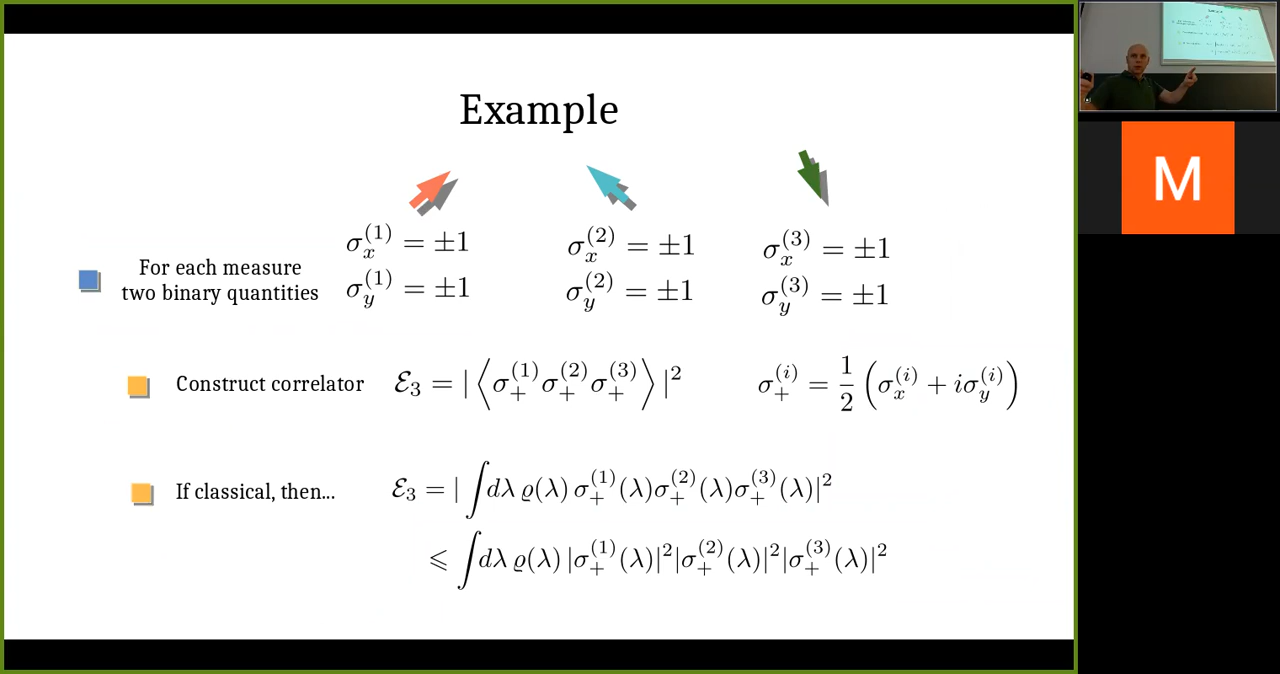 Example
σ_x^{(1)} = ±1 σ_x^{(2)} = ±1 σ_x^{(3)} = ±1
For each measure
two binary quantities
σ_y^{(1)} = ±1 σ_y^{(2)} = ±1 σ_y^{(3)} = ±1
Construct correlator ℰ_3 = |⟨σ_+^{(1)} σ_+^{(2)} σ_+^{(3)}⟩|^2 σ_+^{(i)} = \frac{1}{2} (σ_x^{(i)} + iσ_y^{(i)})
If classical, then... ℰ_3 = |∫dλ ϱ(λ) σ_+^{(1)}(λ)σ_+^{(2)}(λ)σ_+^{(3)}(λ)|^2
⩽ ∫dλ ϱ(λ) |σ_+^{(1)}(λ)|^2|σ_+^{(2)}(λ)|^2|σ_+^{(3)}(λ)|^2
M